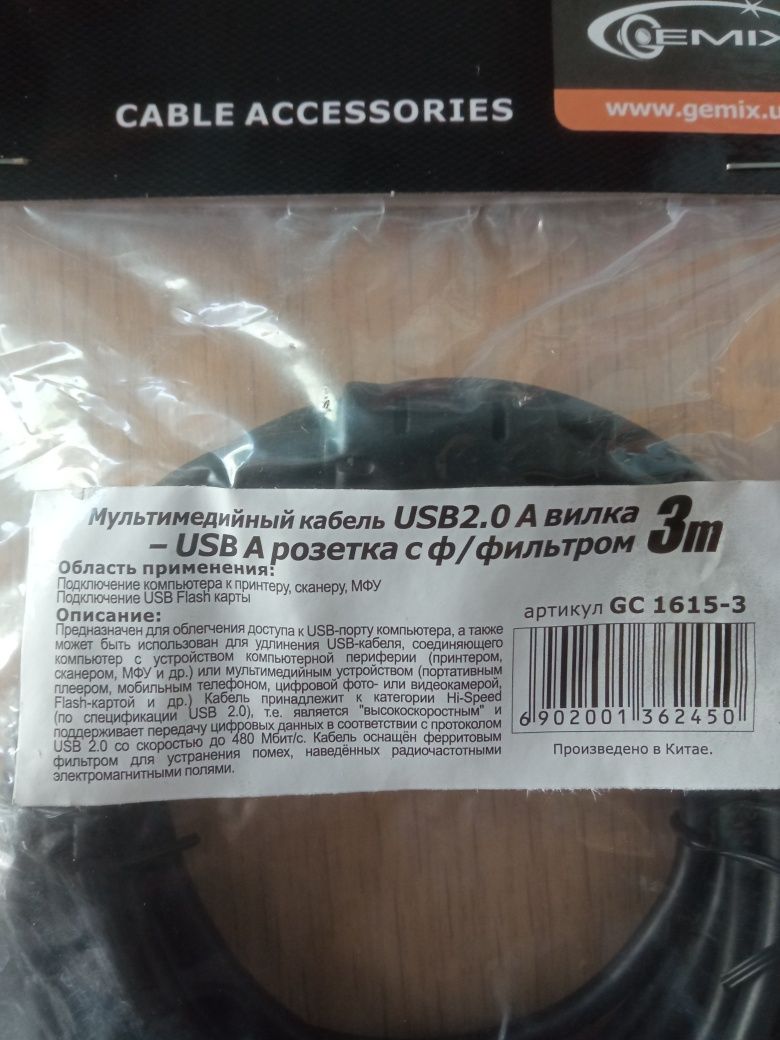 GEMIX
CABLE ACCESSORIES
www.gemix.u
Мультимедийный кабель USB2.0 А вилка
– USB А розетка с ф/фильтром 3m
Область применения:
Подключение компьютера к принтеру, сканеру, МФУ
Подключение USB Flash карты
Описание:
Предназначен для облегчения доступа к USB-порту компьютера, а также
может быть использован для удлинения USB-кабеля, соединяющего
компьютер с устройством компьютерной периферии (принтером,
сканером, МФУ и др.) или мультимедийным устройством (портативным
плеером, мобильным телефоном, цифровой фото- или видеокамерой,
Flash-картой и др.) Кабель принадлежит к категории Hi-Speed
(по спецификации USB 2.0), т.е. является "высокоскоростным" и
поддерживает передачу цифровых данных в соответствии с протоколом
USB 2.0 со скоростью до 480 Мбит/с. Кабель оснащён ферритовым
фильтром для устранения помех, наведённых радиочастотными
электромагнитными полями.
артикул GC 1615-3
6 902001 362450
Произведено в Китае.